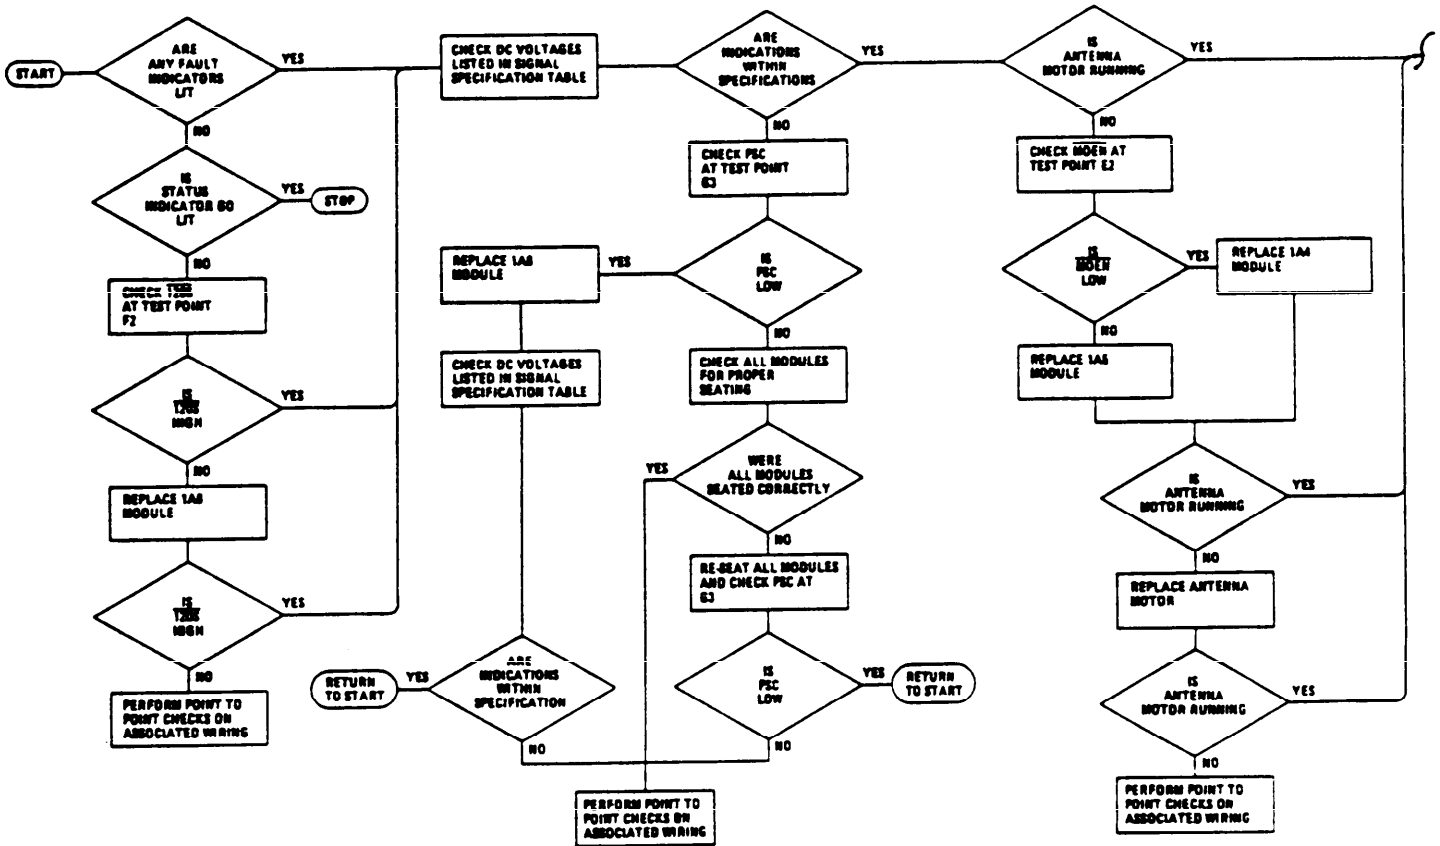 START
ARE
ANY FAULT
INDICATORS
LIT
YES
NO
IS
STATUS
INDICATOR GO
LIT
YES
STOP
NO
CHECK
AT TEST POINT
F2
IS
HIGH
YES
NO
REPLACE 1A5
MODULE
IS
HIGH
YES
NO
PERFORM POINT TO
POINT CHECKS ON
ASSOCIATED WIRING
CHECK DC VOLTAGES
LISTED IN SIGNAL
SPECIFICATION TABLE
ARE
INDICATIONS
WITHIN
SPECIFICATIONS
YES
NO
CHECK PSC
AT TEST POINT
G3
IS
PSC
LOW
YES
REPLACE
MODULE
CHECK DC VOLTAGES
LISTED IN SIGNAL
SPECIFICATION TABLE
ARE
INDICATIONS
WITHIN
SPECIFICATION
YES
RETURN
TO START
NO
NO
CHECK ALL MODULES
FOR PROPER
SEATING
WERE
ALL MODULES
SEATED CORRECTLY
YES
NO
RE-SEAT ALL MODULES
AND CHECK PSC AT
G3
IS
PSC
LOW
YES
RETURN
TO START
NO
PERFORM POINT TO
POINT CHECKS ON
ASSOCIATED WIRING
IS
ANTENNA
MOTOR RUNNING
YES
NO
CHECK MOEN AT
TEST POINT E2
IS
MOEN
LOW
YES
REPLACE 1A4
MODULE
NO
REPLACE 1A5
MODULE
IS
ANTENNA
MOTOR RUNNING
YES
NO
REPLACE ANTENNA
MOTOR
IS
ANTENNA
MOTOR RUNNING
YES
NO
PERFORM POINT TO
POINT CHECKS ON
ASSOCIATED WIRING